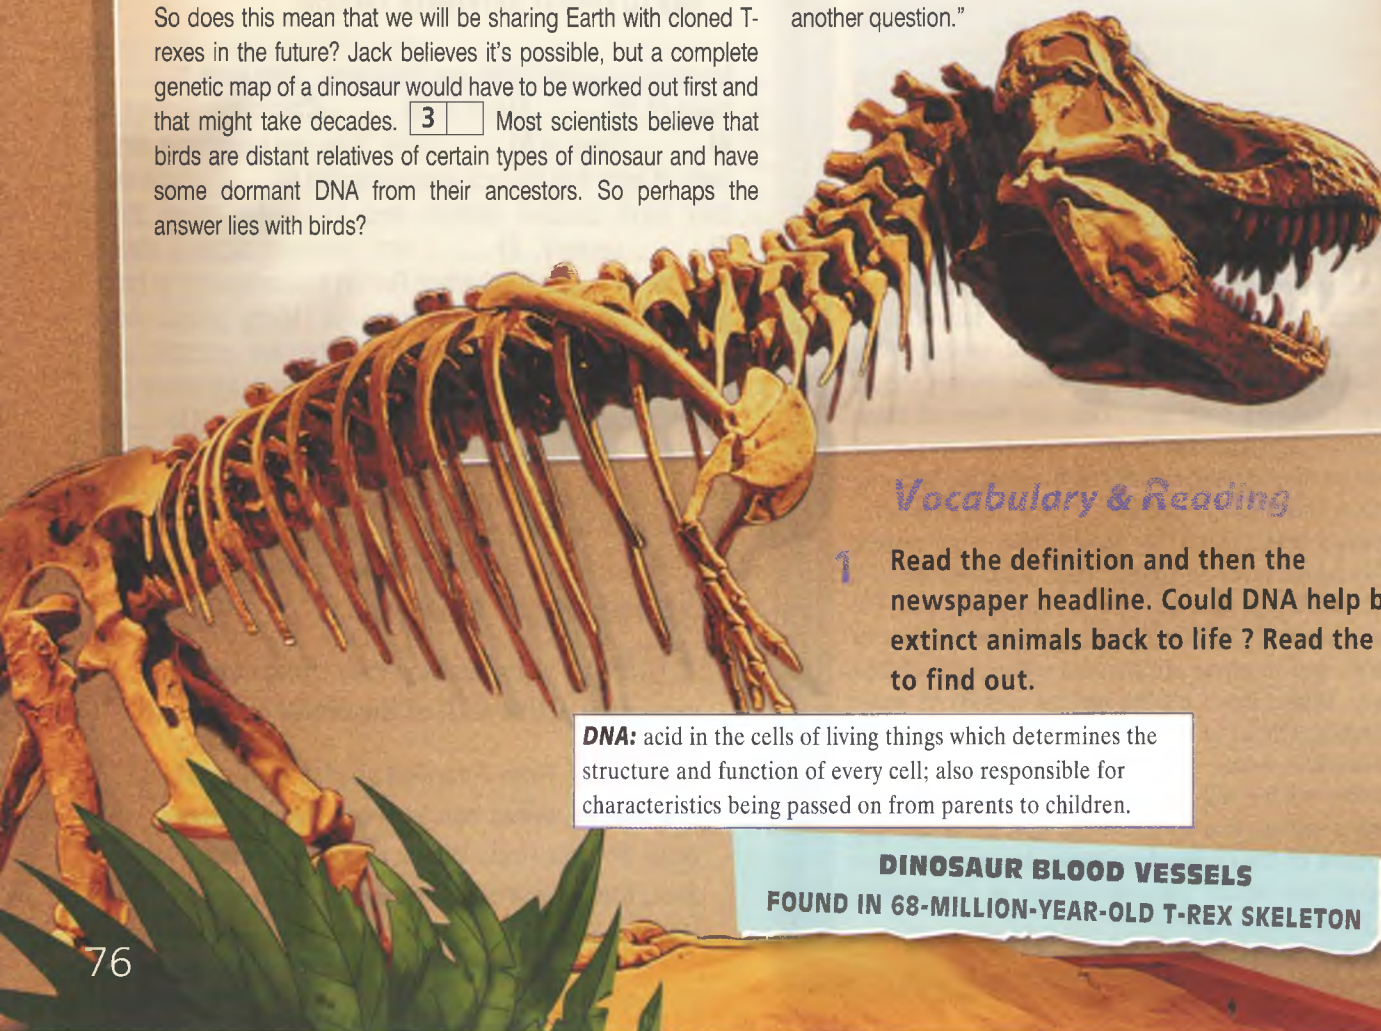 So does this mean that we will be sharing Earth with cloned T-
rexes in the future? Jack believes it's possible, but a complete
genetic map of a dinosaur would have to be worked out first and
that might take decades. 3 Most scientists believe that
birds are distant relatives of certain types of dinosaur and have
some dormant DNA from their ancestors. So perhaps the
answer lies with birds?
another question.”
Vocabulary & Reading
1 Read the definition and then the
newspaper headline. Could DNA help
extinct animals back to life ? Read the
to find out.
DNA: acid in the cells of living things which determines the
structure and function of every cell; also responsible for
characteristics being passed on from parents to children.
DINOSAUR BLOOD VESSELS
FOUND IN 68-MILLION-YEAR-OLD T-REX SKELETON
76